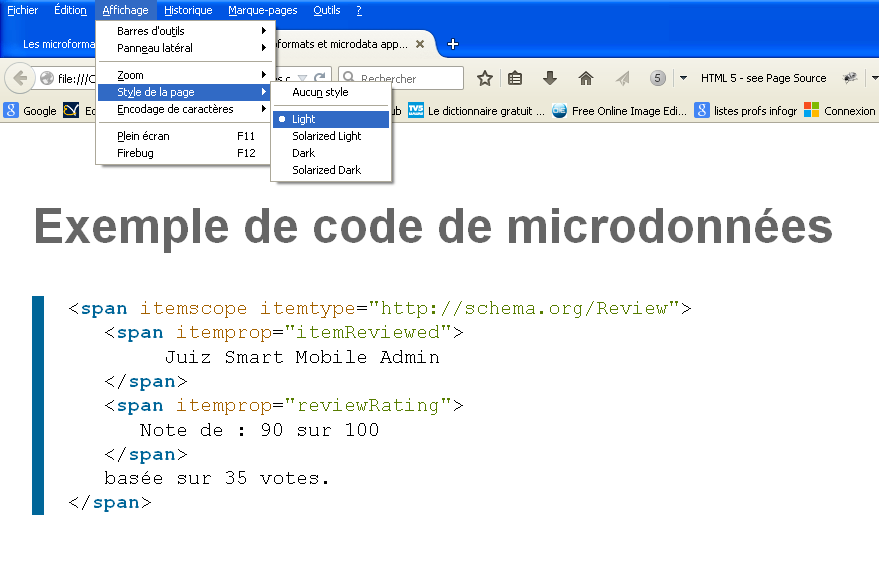 Fichier Édition Affichage Historique Marque-pages Outils ?
Les microforma
oformats et microdata app... × +
Barres d'outils
Panneau latéral
Zoom
Style de la page
Encodage de caractères
Plein écran F11
Firebug F12
Aucun style
Light
Solarized Light
Dark
Solarized Dark
file:///C
Rechercher
5
HTML 5 - see Page Source
Google
Le dictionnaire gratuit ...
Free Online Image Edi...
listes profs infogr
Connexion
Exemple de code de microdonnées
<span itemscope itemtype="http://schema.org/Review">
<span itemprop="itemReviewed">
Juiz Smart Mobile Admin
</span>
<span itemprop="reviewRating">
Note de : 90 sur 100
</span>
basée sur 35 votes.
</span>